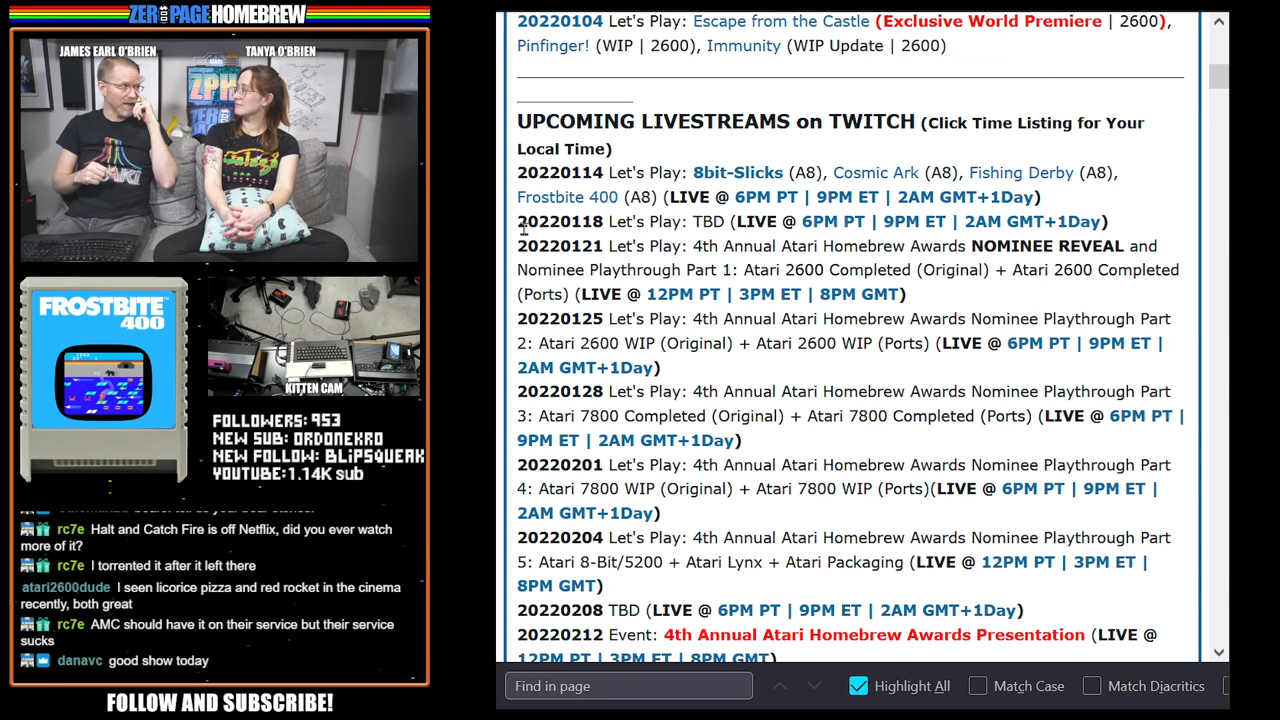 ZERO PAGE HOMEBREW
JAMES EARL O'BRIEN
TANYA O'BRIEN
ZPH
FROSTBITE
400
KITTEN CAM
FOLLOWERS: 953
NEW SUB: ORDONEKRO
NEW FOLLOW: BLIPSQUEAK
YOUTUBE: 1.14K sub
rc7e Halt and Catch Fire is off Netflix, did you ever watch
more of it?
rc7e I torrented it after it left there
atari2600dude I seen licorice pizza and red rocket in the cinema
recently, both great
rc7e AMC should have it on their service but their service
sucks
danavc good show today
FOLLOW AND SUBSCRIBE!
20220104 Let's Play: Escape from the Castle (Exclusive World Premiere | 2600),
Pinfinger! (WIP | 2600), Immunity (WIP Update | 2600)
UPCOMING LIVESTREAMS on TWITCH (Click Time Listing for Your
Local Time)
20220114 Let's Play: 8bit-Slicks (A8), Cosmic Ark (A8), Fishing Derby (A8),
Frostbite 400 (A8) (LIVE @ 6PM PT | 9PM ET | 2AM GMT+1Day)
20220118 Let's Play: TBD (LIVE @ 6PM PT | 9PM ET | 2AM GMT+1Day)
20220121 Let's Play: 4th Annual Atari Homebrew Awards NOMINEE REVEAL and
Nominee Playthrough Part 1: Atari 2600 Completed (Original) + Atari 2600 Completed
(Ports) (LIVE @ 12PM PT | 3PM ET | 8PM GMT)
20220125 Let's Play: 4th Annual Atari Homebrew Awards Nominee Playthrough Part
2: Atari 2600 WIP (Original) + Atari 2600 WIP (Ports) (LIVE @ 6PM PT | 9PM ET |
2AM GMT+1Day)
20220128 Let's Play: 4th Annual Atari Homebrew Awards Nominee Playthrough Part
3: Atari 7800 Completed (Original) + Atari 7800 Completed (Ports) (LIVE @ 6PM PT |
9PM ET | 2AM GMT+1Day)
20220201 Let's Play: 4th Annual Atari Homebrew Awards Nominee Playthrough Part
4: Atari 7800 WIP (Original) + Atari 7800 WIP (Ports)(LIVE @ 6PM PT | 9PM ET |
2AM GMT+1Day)
20220204 Let's Play: 4th Annual Atari Homebrew Awards Nominee Playthrough Part
5: Atari 8-Bit/5200 + Atari Lynx + Atari Packaging (LIVE @ 12PM PT | 3PM ET |
8PM GMT)
20220208 TBD (LIVE @ 6PM PT | 9PM ET | 2AM GMT+1Day)
20220212 Event: 4th Annual Atari Homebrew Awards Presentation (LIVE @
12PM PT | 3PM ET | 8PM GMT)
Find in page
Highlight All
Match Case
Match Diacritics